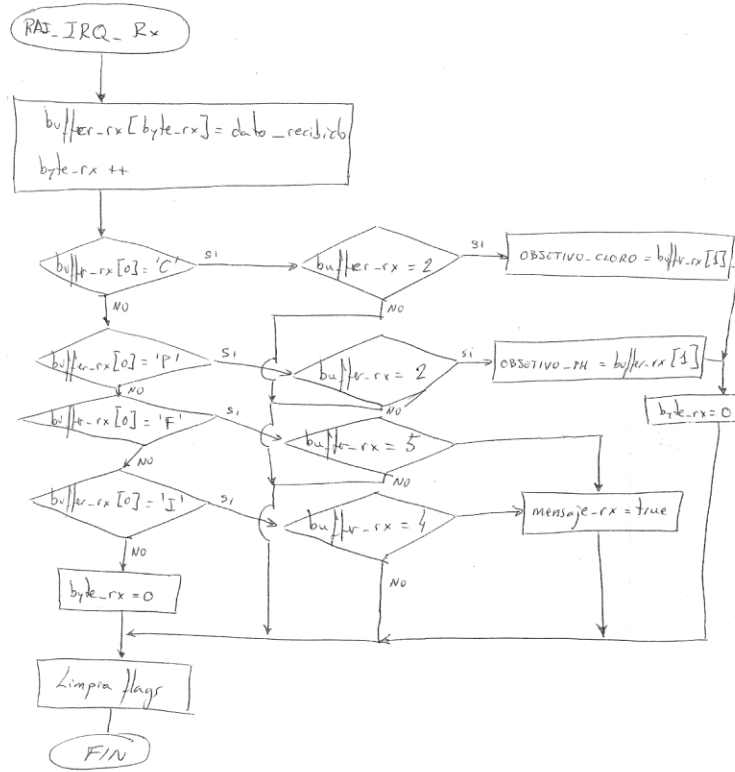 RAI_IRQ_Rx
buffer_rx[byte_rx] = dato_recibido
byte_rx ++
buffer_rx[0] = 'C'
SI
buffer_rx = 2
SI
OBJETIVO_CLORO = buffer_rx[1]
NO
NO
buffer_rx[0] = 'P'
Si
buffer_rx = 2
Si
OBJETIVO_PH = buffer_rx[1]
NO
NO
byte_rx = 0
buffer_rx[0] = 'F'
Si
buffer_rx = 5
NO
NO
buffer_rx[0] = 'I'
Si
buffer_rx = 4
mensaje_rx = true
NO
NO
byte_rx = 0
Limpia flags
FIN